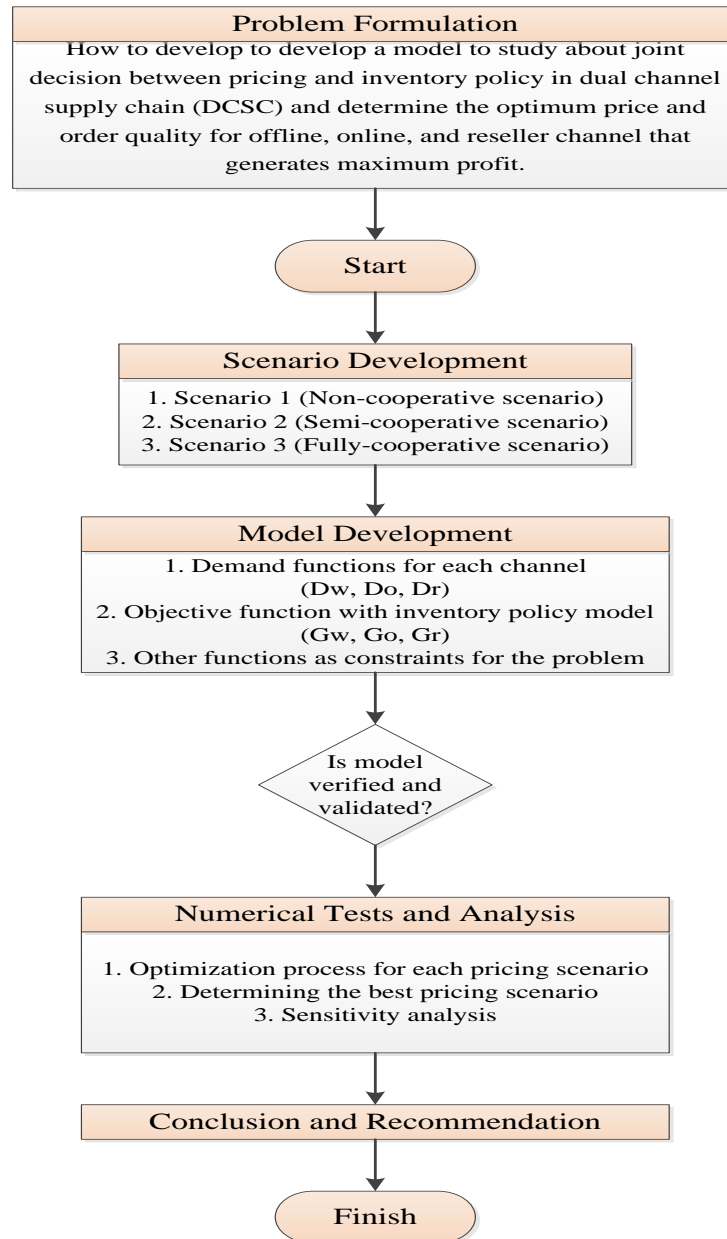 Problem Formulation
How to develop to develop a model to study about joint
decision between pricing and inventory policy in dual channel
supply chain (DCSC) and determine the optimum price and
order quality for offline, online, and reseller channel that
generates maximum profit.
Start
Scenario Development
1. Scenario 1 (Non-cooperative scenario)
2. Scenario 2 (Semi-cooperative scenario)
3. Scenario 3 (Fully-cooperative scenario)
Model Development
1. Demand functions for each channel
(Dw, Do, Dr)
2. Objective function with inventory policy model
(Gw, Go, Gr)
3. Other functions as constraints for the problem
Is model
verified and
validated?
Numerical Tests and Analysis
1. Optimization process for each pricing scenario
2. Determining the best pricing scenario
3. Sensitivity analysis
Conclusion and Recommendation
Finish